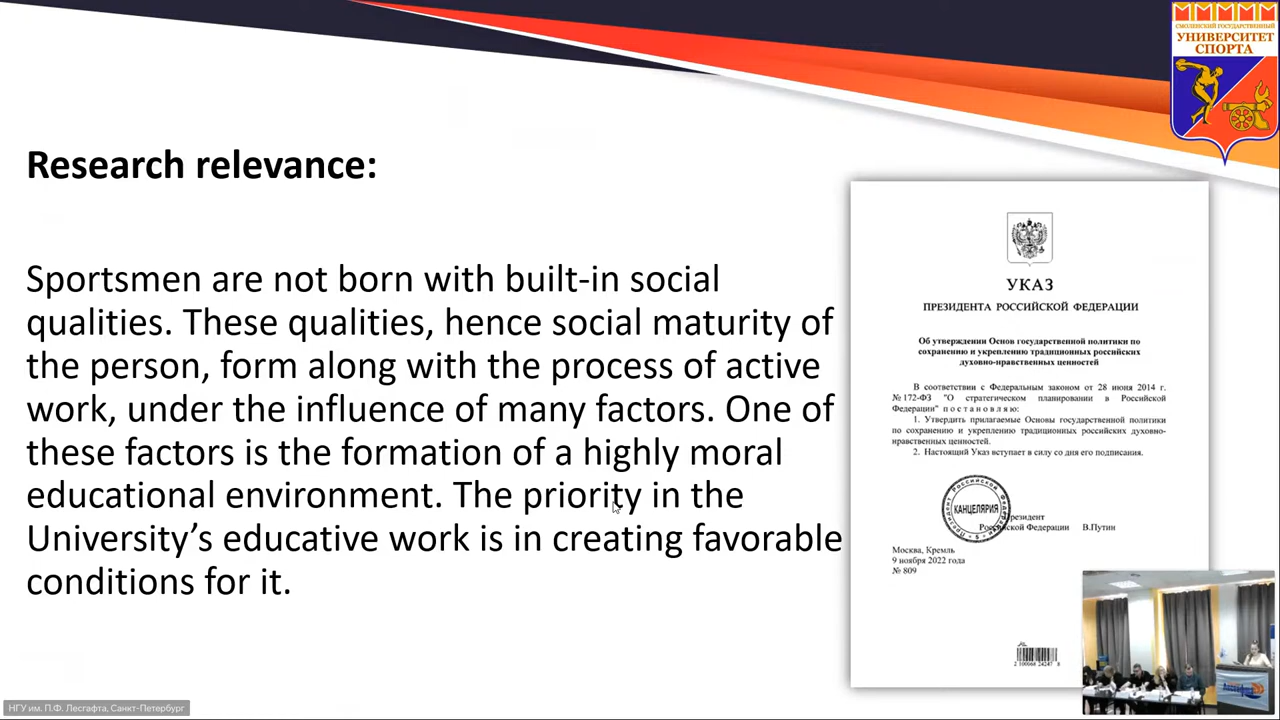 СМОЛЕНСКИЙ ГОСУДАРСТВЕННЫЙ
УНИВЕРСИТЕТ
СПОРТА
Research relevance:
Sportsmen are not born with built-in social
qualities. These qualities, hence social maturity of
the person, form along with the process of active
work, under the influence of many factors. One of
these factors is the formation of a highly moral
educational environment. The priority in the
University’s educative work is in creating favorable
conditions for it.
УКАЗ
ПРЕЗИДЕНТА РОССИЙСКОЙ ФЕДЕРАЦИИ
Об утверждении Основ государственной политики по
сохранению и укреплению традиционных российских
духовно-нравственных ценностей
В соответствии с Федеральным законом от 28 июня 2014 г.
№ 172-ФЗ "О стратегическом планировании в Российской
Федерации" постановляю:
1. Утвердить прилагаемые Основы государственной политики
по сохранению и укреплению традиционных российских духовно-
нравственных ценностей.
2. Настоящий Указ вступает в силу со дня его подписания.
КАНЦЕЛЯРИЯ
Президент
Российской Федерации В.Путин
Москва, Кремль
9 ноября 2022 года
№ 809
2 100068 24247 8
НГУ им. П.Ф. Лесгафта, Санкт-Петербург